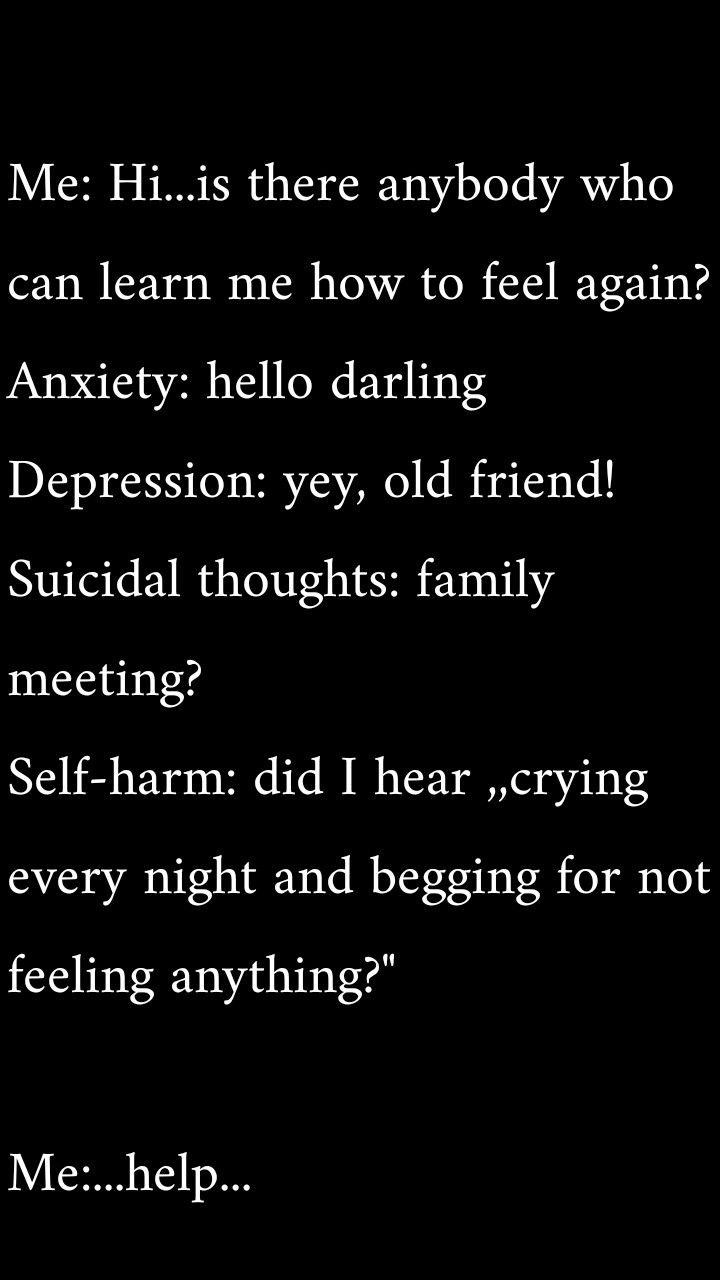 Me: Hi...is there anybody who
can learn me how to feel again?
Anxiety: hello darling
Depression: yey, old friend!
Suicidal thoughts: family
meeting?
Self-harm: did I hear ,,crying
every night and begging for not
feeling anything?"
Me:...help...